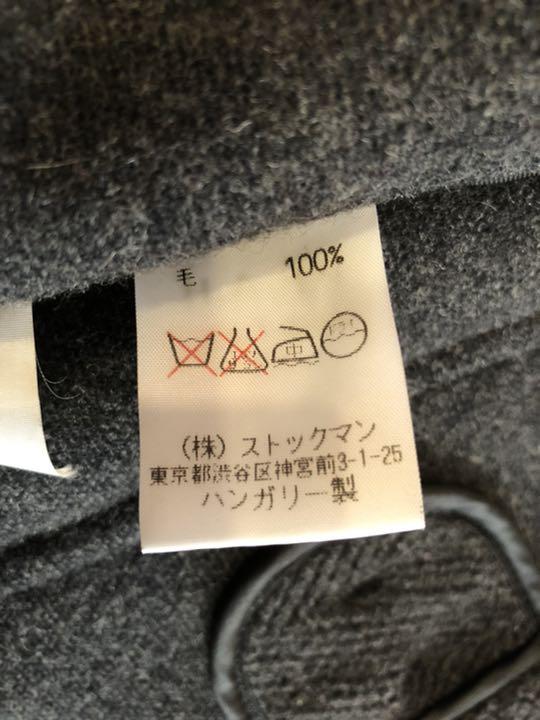 毛 100%
中
(株) ストックマン
東京都渋谷区神宮前3-1-25
ハンガリー製